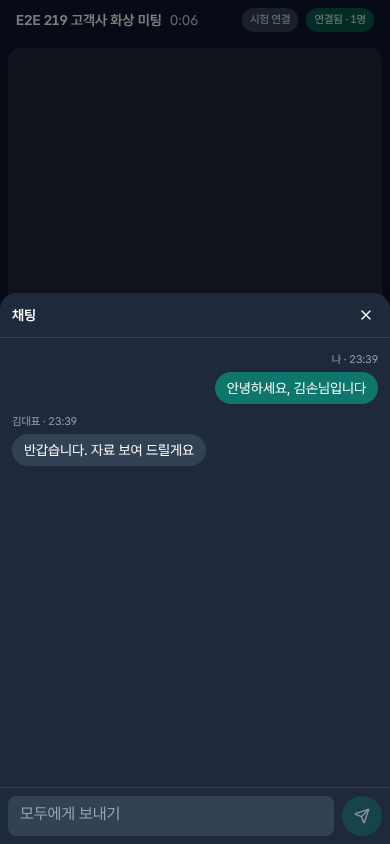 E2E 219 고객사 화상 미팅 0:06 시험 연결 연결됨 · 1명
채팅
나 · 23:39
안녕하세요, 김손님입니다
김대표 · 23:39
반갑습니다. 자료 보여 드릴게요
모두에게 보내기